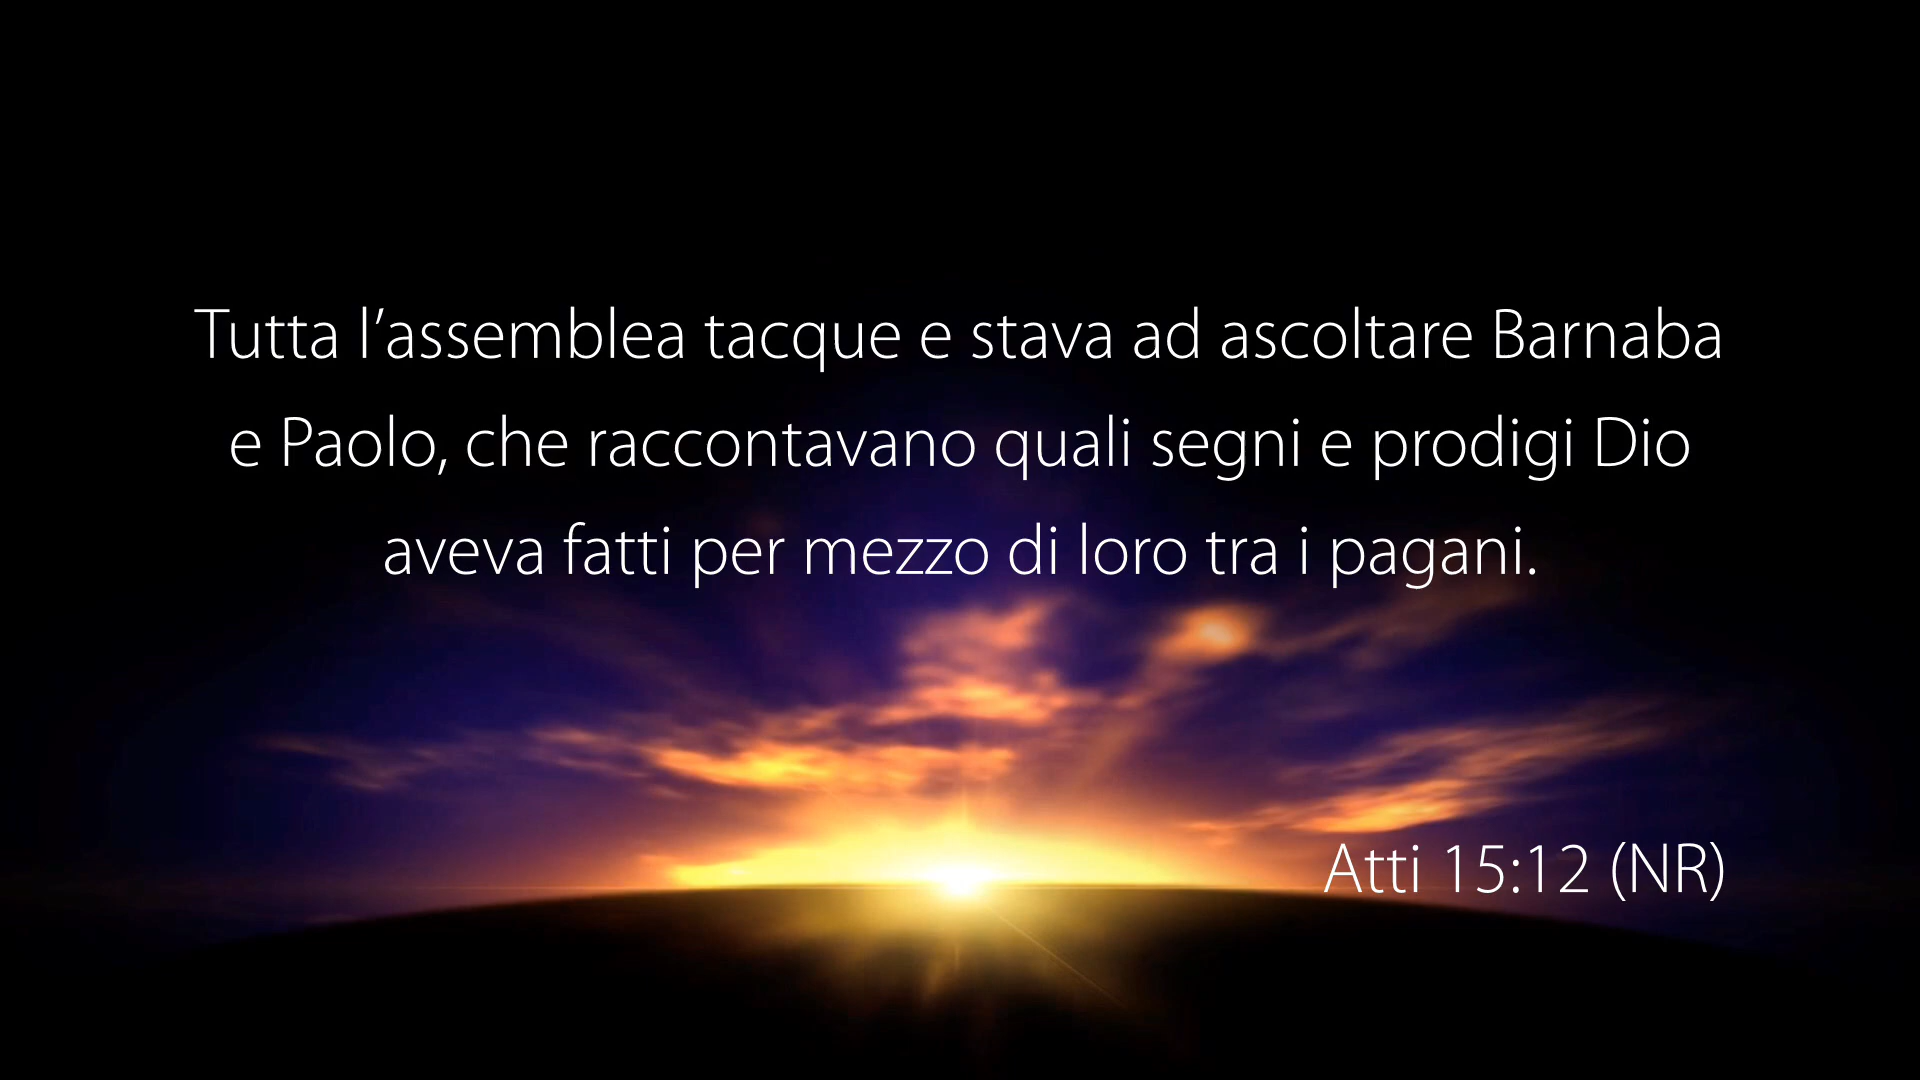 Tutta l’assemblea tacque e stava ad ascoltare Barnaba
e Paolo, che raccontavano quali segni e prodigi Dio
aveva fatti per mezzo di loro tra i pagani.
Atti 15:12 (NR)